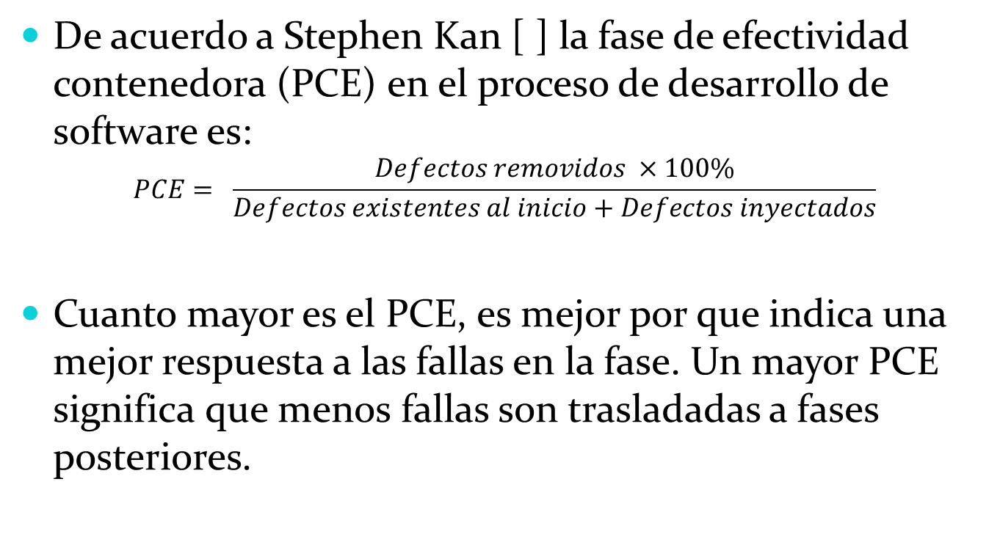 • De acuerdo a Stephen Kan [ ] la fase de efectividad
contenedora (PCE) en el proceso de desarrollo de
software es:
PCE = Defectos removidos × 100% / Defectos existentes al inicio + Defectos inyectados
• Cuanto mayor es el PCE, es mejor por que indica una
mejor respuesta a las fallas en la fase. Un mayor PCE
significa que menos fallas son trasladadas a fases
posteriores.